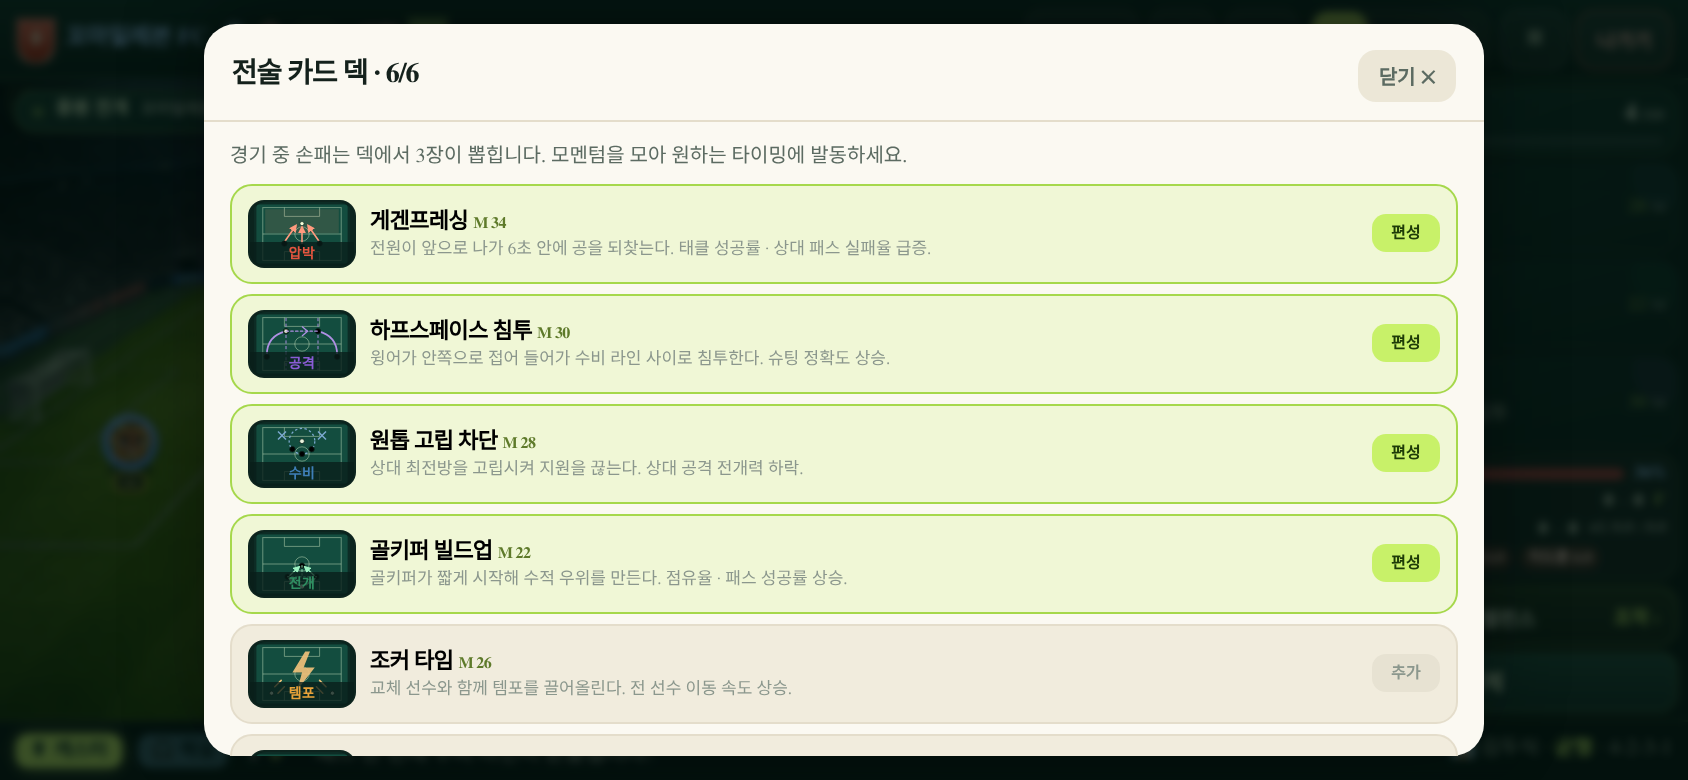 전술 카드 덱 · 6/6
닫기 ×
경기 중 손패는 덱에서 3장이 뽑힙니다. 모멘텀을 모아 원하는 타이밍에 발동하세요.
압박
게겐프레싱 M 34
전원이 앞으로 나가 6초 안에 공을 되찾는다. 태클 성공률 · 상대 패스 실패율 급증.
편성
공격
하프스페이스 침투 M 30
윙어가 안쪽으로 접어 들어가 수비 라인 사이로 침투한다. 슈팅 정확도 상승.
편성
수비
원톱 고립 차단 M 28
상대 최전방을 고립시켜 지원을 끊는다. 상대 공격 전개력 하락.
편성
전개
골키퍼 빌드업 M 22
골키퍼가 짧게 시작해 수적 우위를 만든다. 점유율 · 패스 성공률 상승.
편성
템포
조커 타임 M 26
교체 선수와 함께 템포를 끌어올린다. 전 선수 이동 속도 상승.
추가